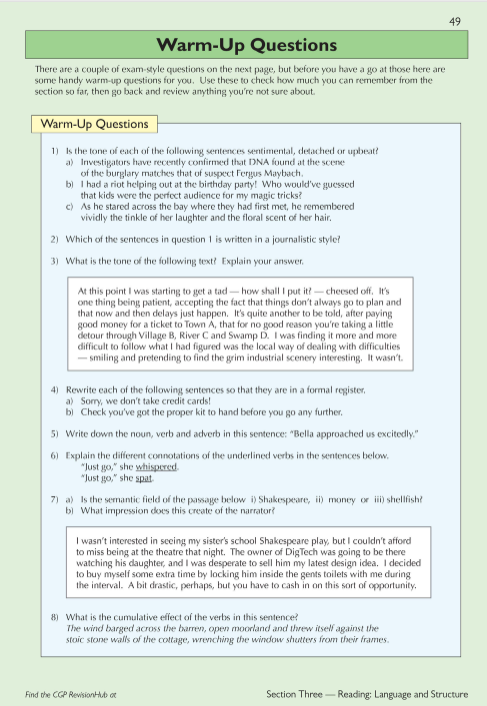 49
Warm-Up Questions
There are a couple of exam-style questions on the next page, but before you have a go at those here are
some handy warm-up questions for you.  Use these to check how much you can remember from the
section so far, then go back and review anything you're not sure about.
Warm-Up Questions
1) Is the tone of each of the following sentences sentimental, detached or upbeat?
a) Investigators have recently confirmed that DNA found at the scene
of the burglary matches that of suspect Fergus Maybach.
b) I had a riot helping out at the birthday party!  Who would've guessed
that kids were the perfect audience for my magic tricks?
c) As he stared across the bay where they had first met, he remembered
vividly the tinkle of her laughter and the floral scent of her hair.
2) Which of the sentences in question 1 is written in a journalistic style?
3) What is the tone of the following text?  Explain your answer.
At this point I was starting to get a tad — how shall I put it? — cheesed off.  It's
one thing being patient, accepting the fact that things don't always go to plan and
that now and then delays just happen.  It's quite another to be told, after paying
good money for a ticket to Town A, that for no good reason you're taking a little
detour through Village B, River C and Swamp D.  I was finding it more and more
difficult to follow what I had figured was the local way of dealing with difficulties
— smiling and pretending to find the grim industrial scenery interesting.  It wasn't.
4) Rewrite each of the following sentences so that they are in a formal register.
a) Sorry, we don't take credit cards!
b) Check you've got the proper kit to hand before you go any further.
5) Write down the noun, verb and adverb in this sentence: "Bella approached us excitedly."
6) Explain the different connotations of the underlined verbs in the sentences below.
"Just go," she whispered.
"Just go," she spat.
7) a) Is the semantic field of the passage below  i) Shakespeare,  ii) money  or  iii) shellfish?
b) What impression does this create of the narrator?
I wasn't interested in seeing my sister's school Shakespeare play, but I couldn't afford
to miss being at the theatre that night.  The owner of DigTech was going to be there
watching his daughter, and I was desperate to sell him my latest design idea.  I decided
to buy myself some extra time by locking him inside the gents toilets with me during
the interval.  A bit drastic, perhaps, but you have to cash in on this sort of opportunity.
8) What is the cumulative effect of the verbs in this sentence?
The wind barged across the barren, open moorland and threw itself against the
stoic stone walls of the cottage, wrenching the window shutters from their frames.
Find the CGP RevisionHub at
Section Three — Reading: Language and Structure